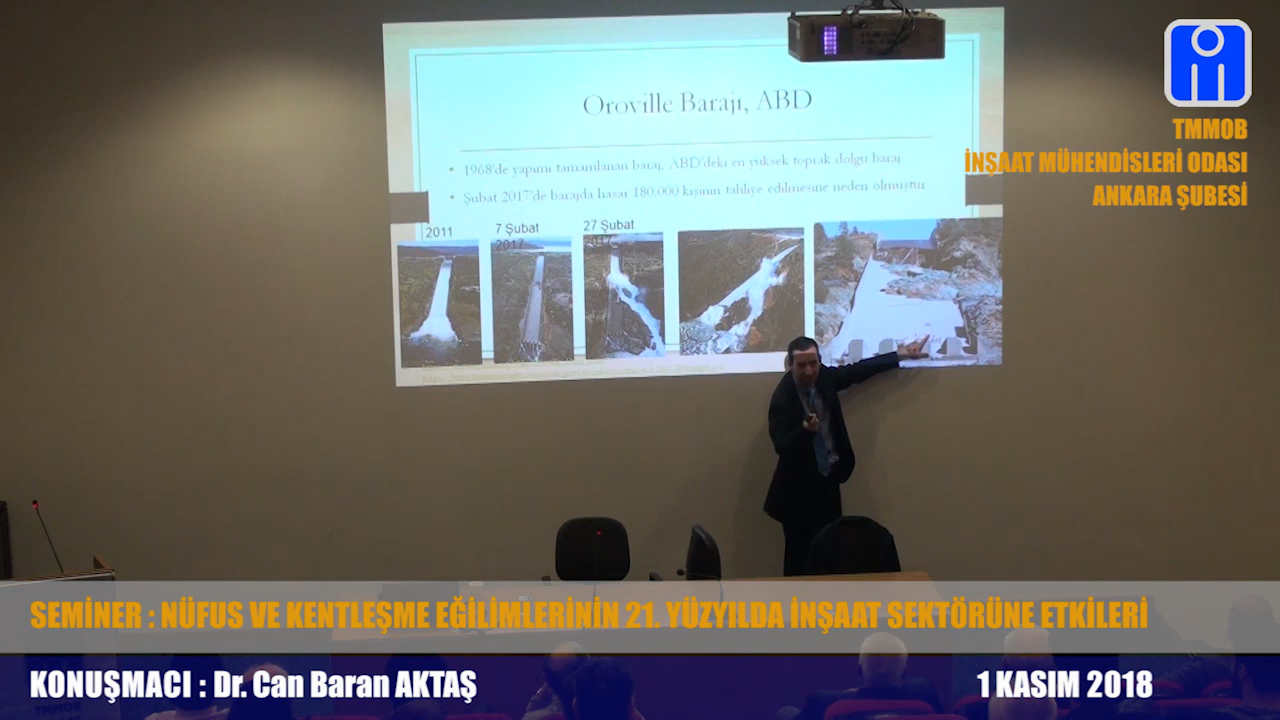 Oroville Barajı, ABD
• 1968'de yapımı tamamlanan baraj, ABD'deki en yüksek toprak dolgu baraj
• Şubat 2017'de barajda hasar 180.000 kişinin tahliye edilmesine neden olmuştur
2011
7 Şubat
2017
27 Şubat
2017
TMMOB
İNŞAAT MÜHENDİSLERİ ODASI
ANKARA ŞUBESİ
SEMİNER : NÜFUS VE KENTLEŞME EĞİLİMLERİNİN 21. YÜZYILDA İNŞAAT SEKTÖRÜNE ETKİLERİ
KONUŞMACI : Dr. Can Baran AKTAŞ
1 KASIM 2018